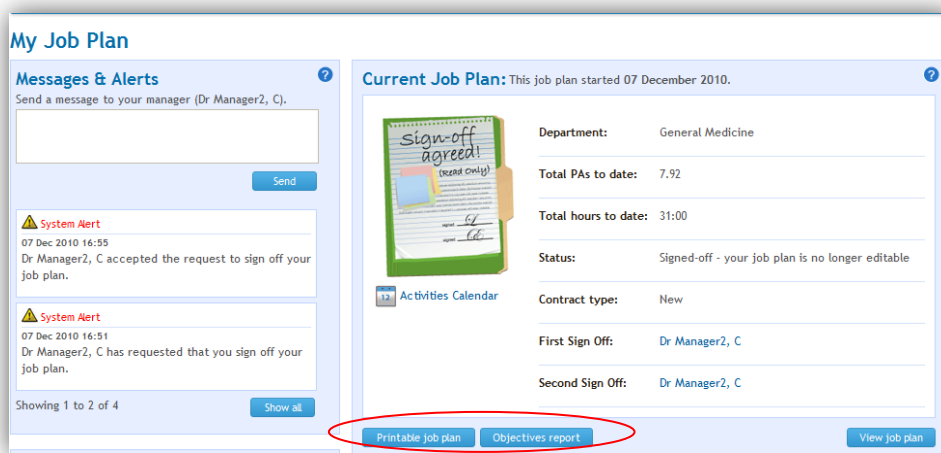 My Job Plan
Messages & Alerts
Send a message to your manager (Dr Manager2, C).
Send
System Alert
07 Dec 2010 16:55
Dr Manager2, C accepted the request to sign off your
job plan.
System Alert
07 Dec 2010 16:51
Dr Manager2, C has requested that you sign off your
job plan.
Showing 1 to 2 of 4
Show all
Current Job Plan: This job plan started 07 December 2010.
Sign-off
agreed!
(Read Only)
signed
signed
12 Activities Calendar
Department: General Medicine
Total PAs to date: 7.92
Total hours to date: 31:00
Status: Signed-off - your job plan is no longer editable
Contract type: New
First Sign Off: Dr Manager2, C
Second Sign Off: Dr Manager2, C
Printable job plan
Objectives report
View job plan